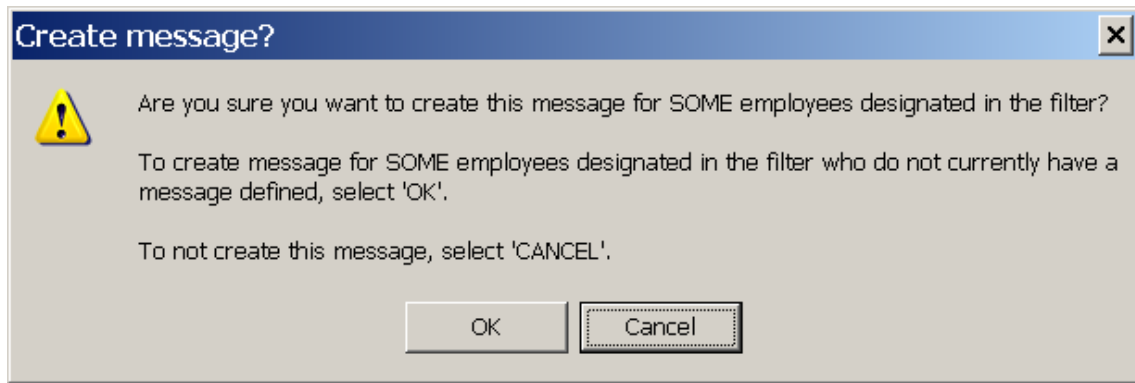 Create message?
Are you sure you want to create this message for SOME employees designated in the filter?
To create message for SOME employees designated in the filter who do not currently have a
message defined, select 'OK'.
To not create this message, select 'CANCEL'.
OK
Cancel